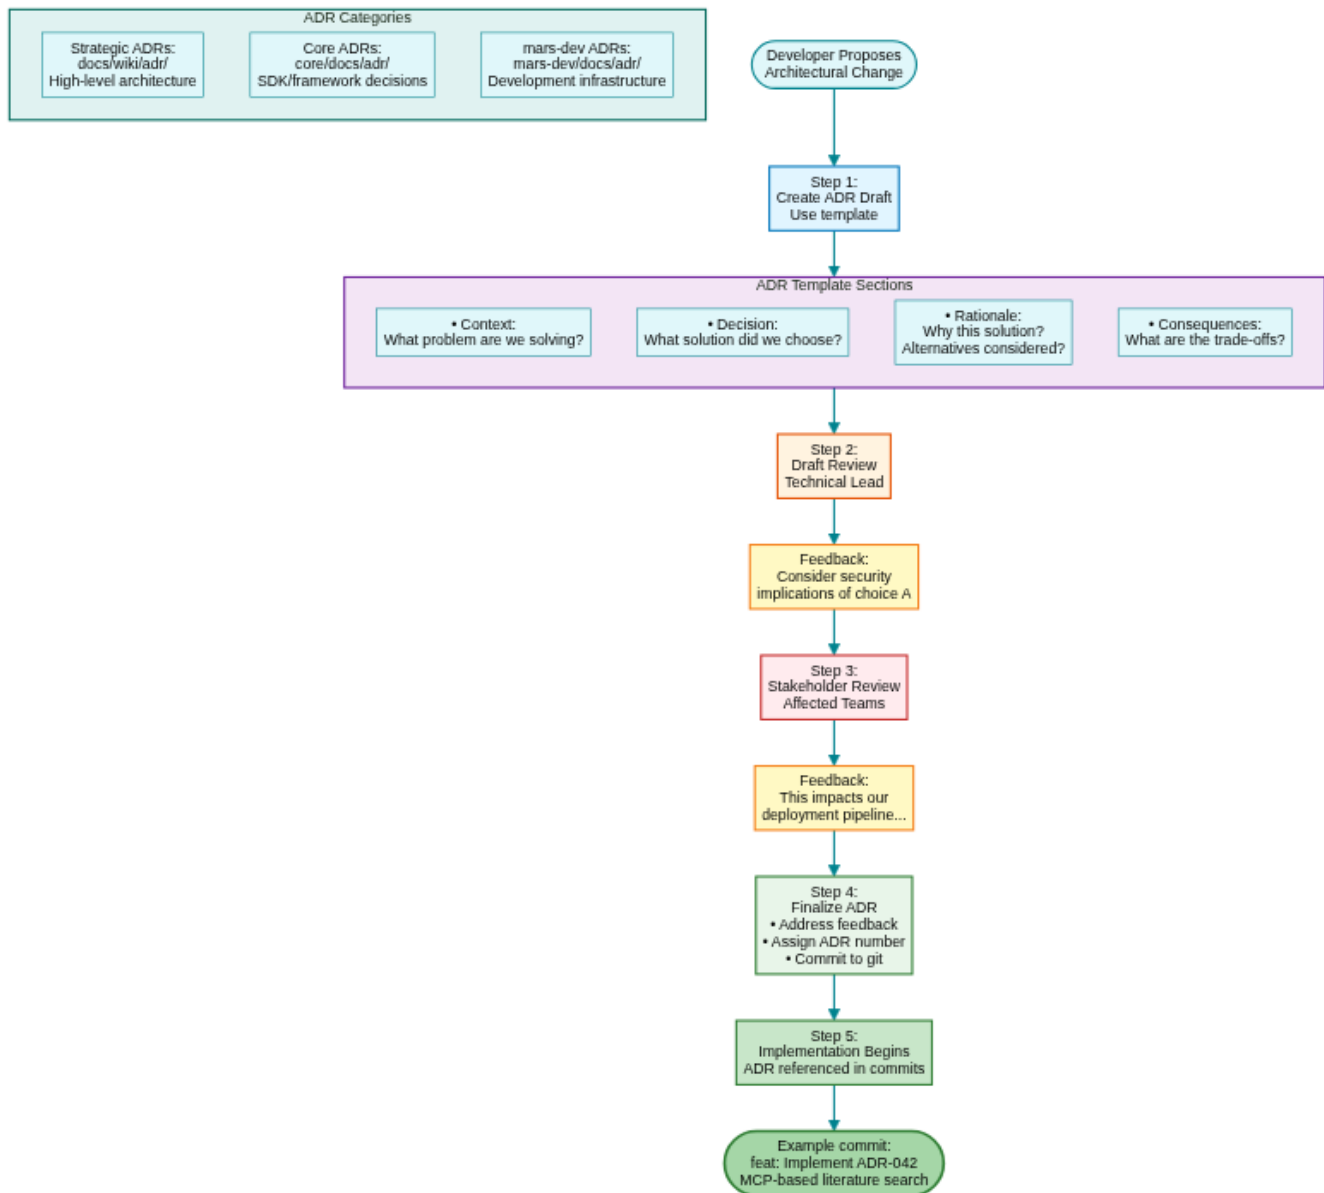 ADR Categories
Strategic ADRs:
docs/wiki/adr/
High-level architecture
Core ADRs:
core/docs/adr/
SDK/framework decisions
mars-dev ADRs:
mars-dev/docs/adr/
Development infrastructure
Developer Proposes
Architectural Change
Step 1:
Create ADR Draft
Use template
ADR Template Sections
• Context:
What problem are we solving?
• Decision:
What solution did we choose?
• Rationale:
Why this solution?
Alternatives considered?
• Consequences:
What are the trade-offs?
Step 2:
Draft Review
Technical Lead
Feedback:
Consider security
implications of choice A
Step 3:
Stakeholder Review
Affected Teams
Feedback:
This impacts our
deployment pipeline...
Step 4:
Finalize ADR
• Address feedback
• Assign ADR number
• Commit to git
Step 5:
Implementation Begins
ADR referenced in commits
Example commit:
feat: Implement ADR-042
MCP-based literature search